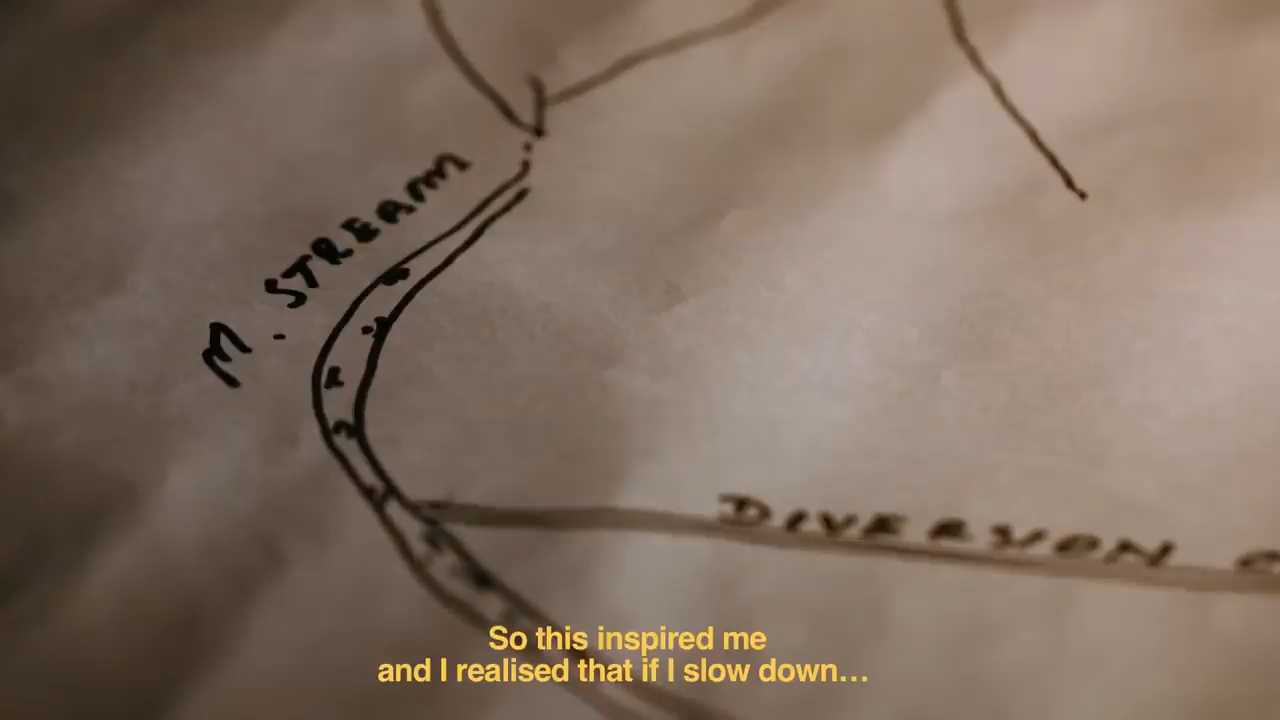 M. STREAM
DIVERSION
So this inspired me
and I realised that if I slow down…